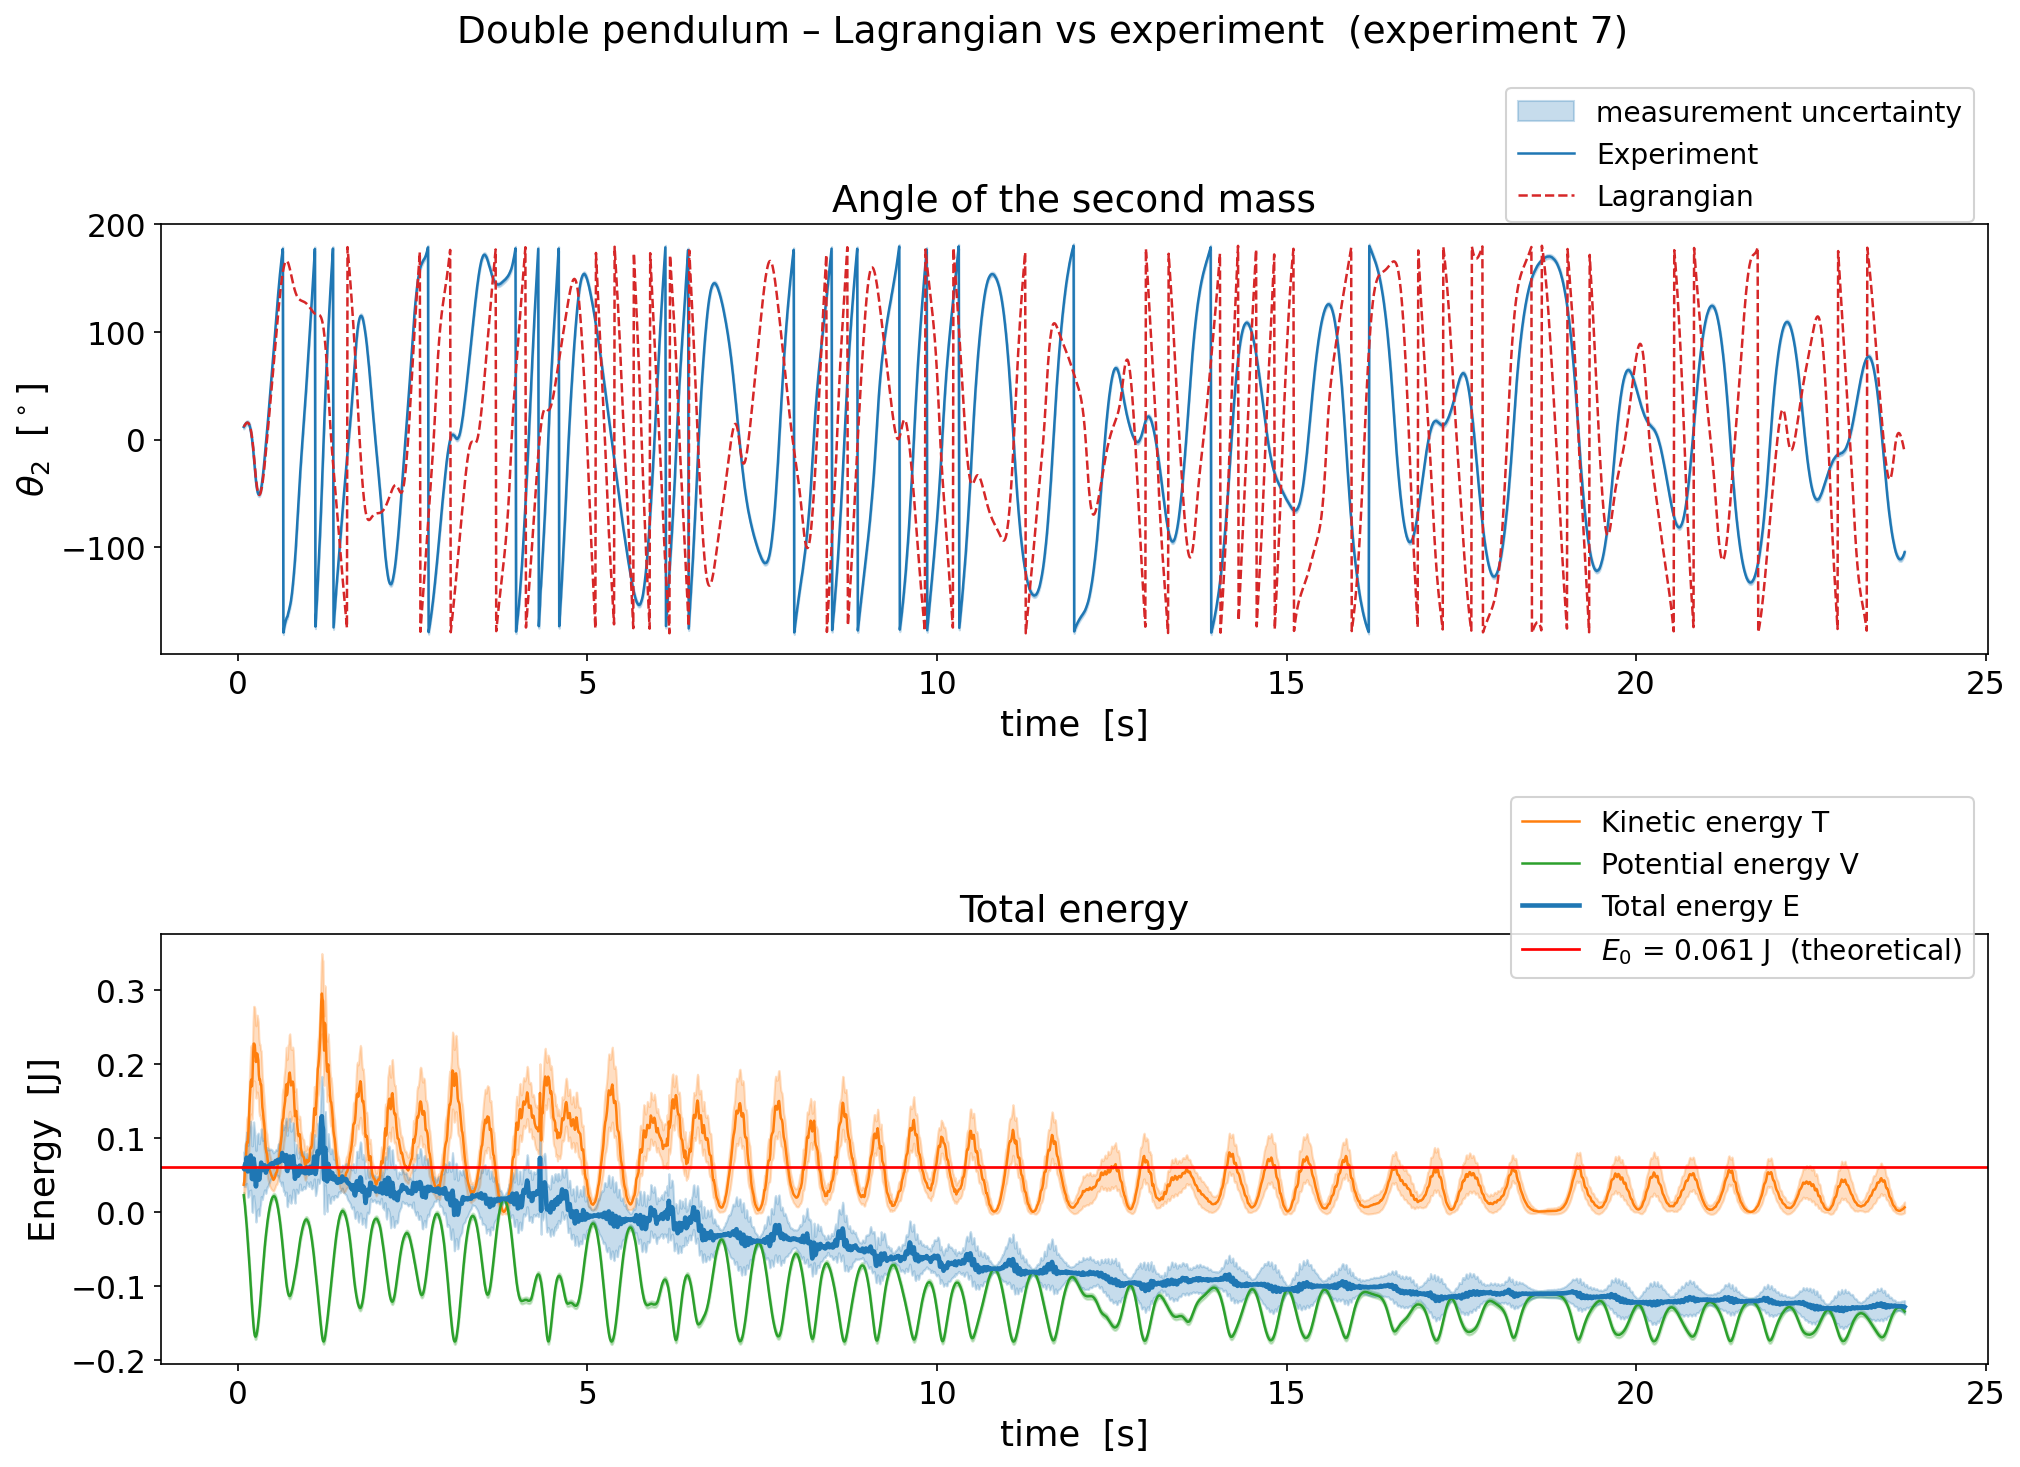 Double pendulum – Lagrangian vs experiment (experiment 7)
measurement uncertainty
Experiment
Lagrangian
Angle of the second mass
200
100
0
−100
θ₂ [°]
0 5 10 15 20 25
time [s]
Kinetic energy T
Potential energy V
Total energy E
E₀ = 0.061 J (theoretical)
Total energy
0.3
0.2
0.1
0.0
−0.1
−0.2
Energy [J]
0 5 10 15 20 25
time [s]